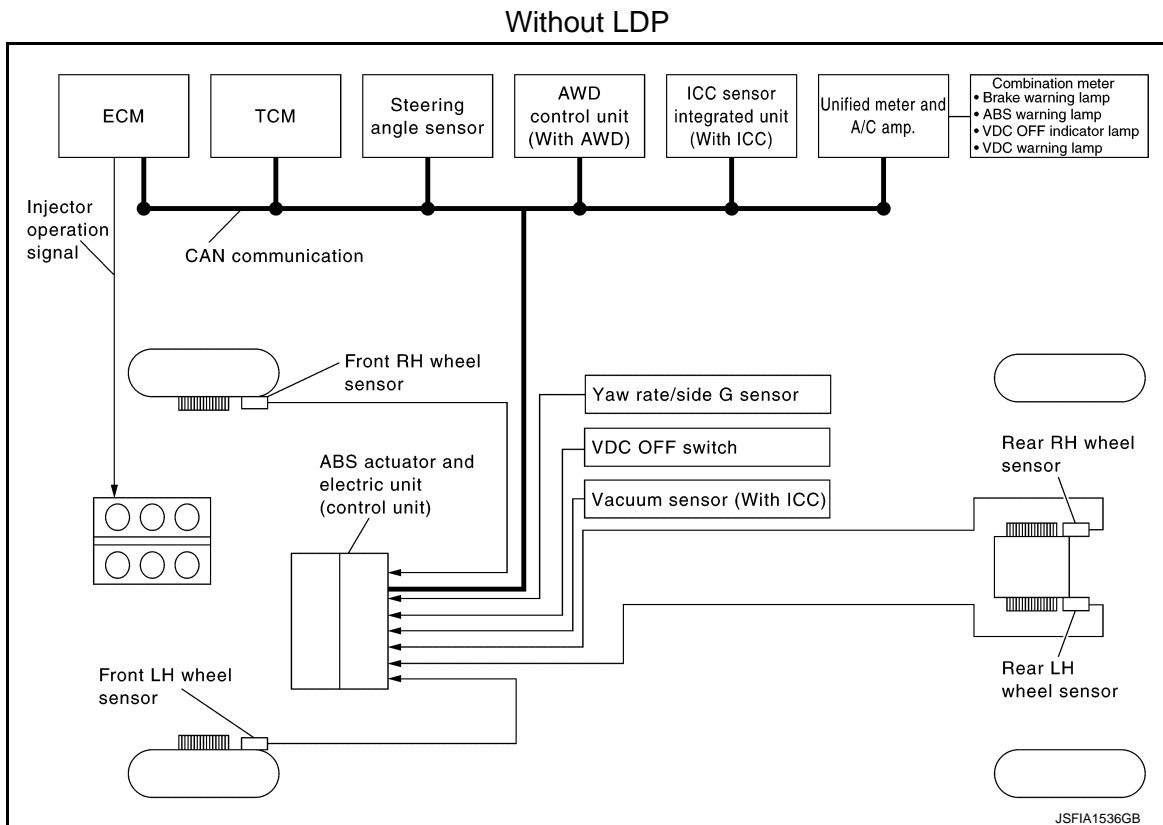 Without LDP
ECM
TCM
Steering
angle sensor
AWD
control unit
(With AWD)
ICC sensor
integrated unit
(With ICC)
Unified meter and
A/C amp.
Combination meter
• Brake warning lamp
• ABS warning lamp
• VDC OFF indicator lamp
• VDC warning lamp
Injector
operation
signal
CAN communication
Front RH wheel
sensor
Yaw rate/side G sensor
VDC OFF switch
Vacuum sensor (With ICC)
Rear RH wheel
sensor
ABS actuator and
electric unit
(control unit)
Front LH wheel
sensor
Rear LH
wheel sensor
JSFIA1536GB